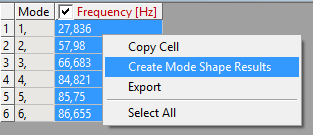 Mode Frequency [Hz]
1 1, 27,836
2 2, 57,98
3 3, 66,683
4 4, 84,821
5 5, 85,75
6 6, 86,655
Copy Cell
Create Mode Shape Results
Export
Select All